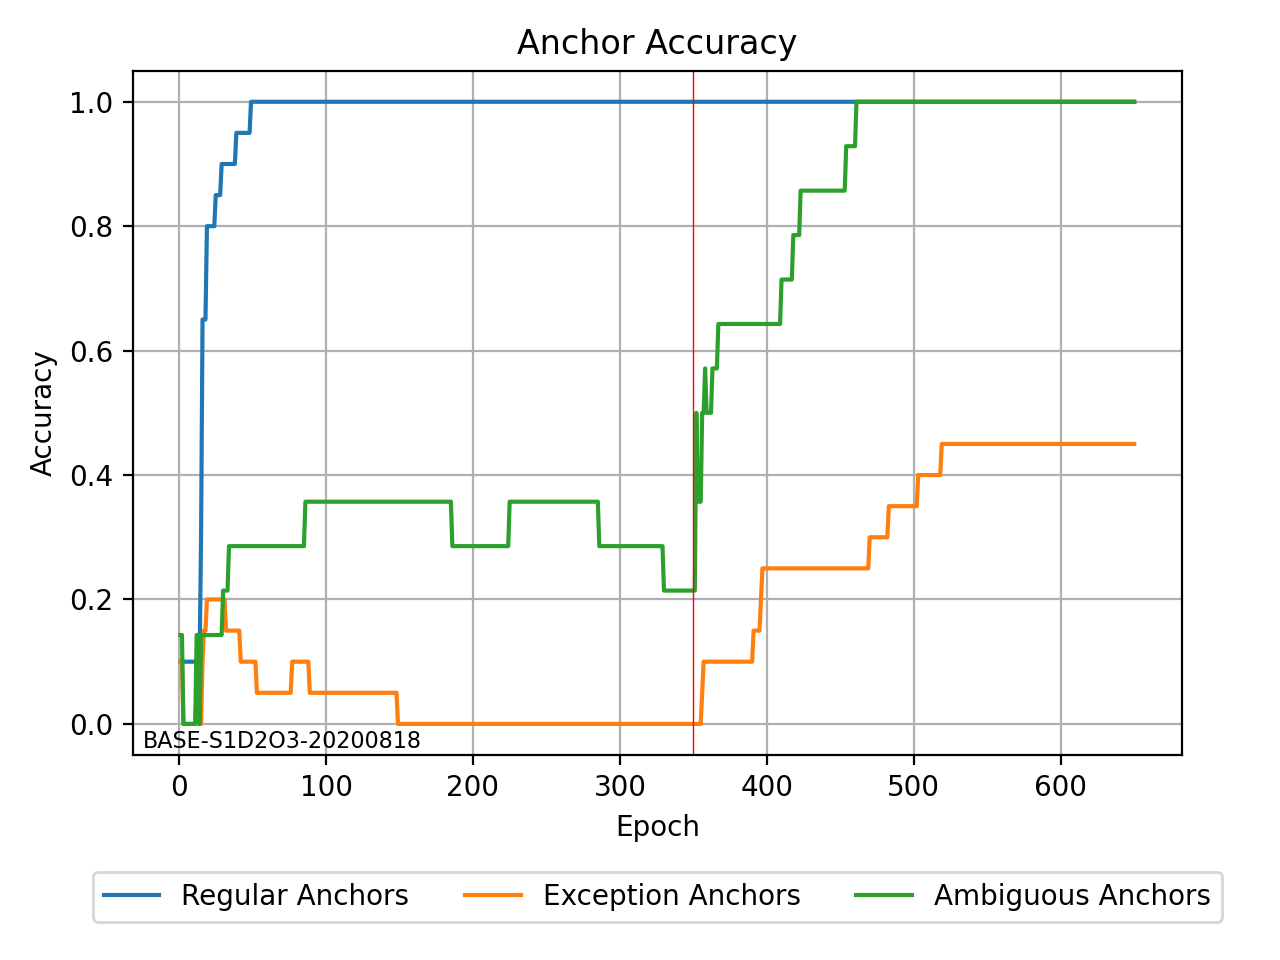 Anchor Accuracy
Accuracy
1.0
0.8
0.6
0.4
0.2
0.0
BASE-S1D2O3-20200818
0 100 200 300 400 500 600
Epoch
Regular Anchors Exception Anchors Ambiguous Anchors